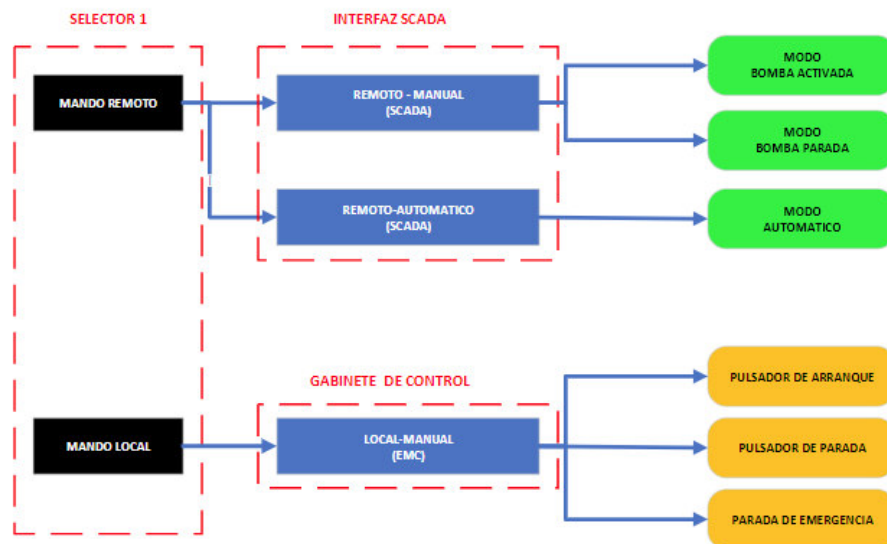 SELECTOR 1
INTERFAZ SCADA
MANDO REMOTO
REMOTO - MANUAL
(SCADA)
MODO
BOMBA ACTIVADA
MODO
BOMBA PARADA
REMOTO-AUTOMATICO
(SCADA)
MODO
AUTOMATICO
GABINETE DE CONTROL
MANDO LOCAL
LOCAL-MANUAL
(EMC)
PULSADOR DE ARRANQUE
PULSADOR DE PARADA
PARADA DE EMERGENCIA